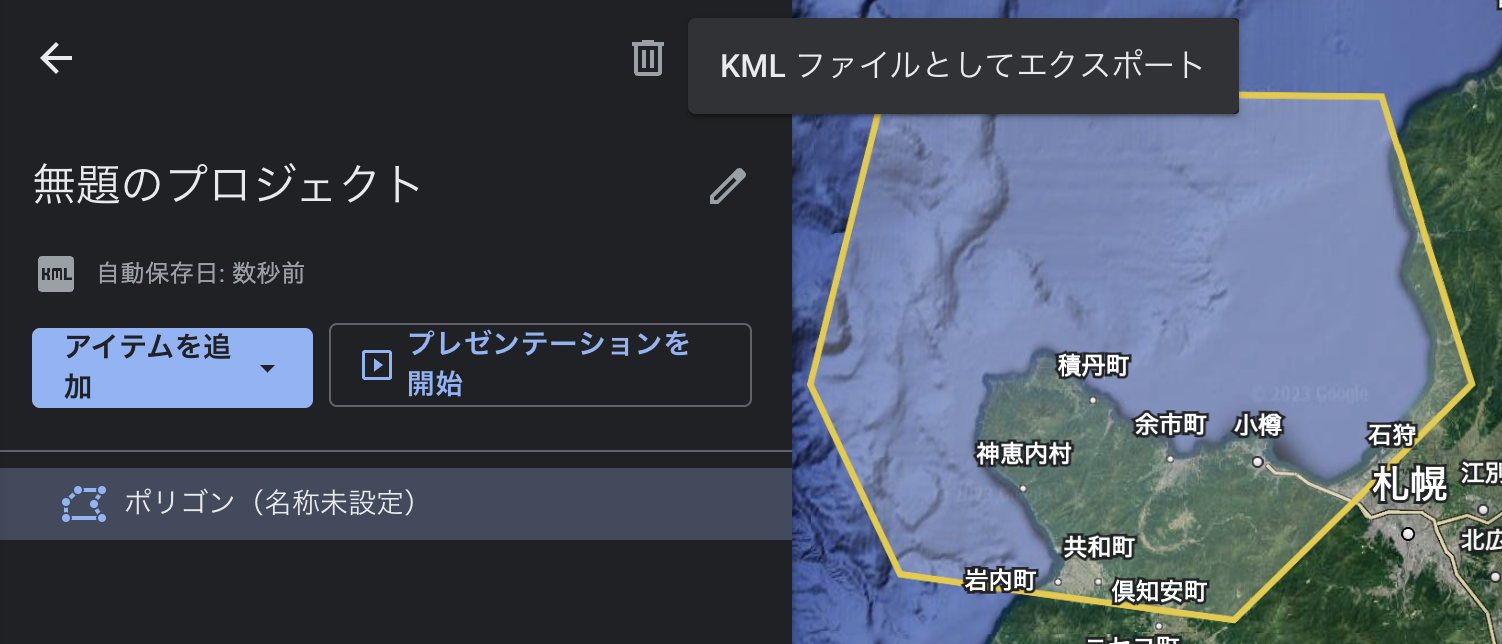 KML ファイルとしてエクスポート
無題のプロジェクト
KML 自動保存日: 数秒前
アイテムを追
加
プレゼンテーションを
開始
ポリゴン（名称未設定）
© 2023 Google
積丹町
余市町
小樽
石狩
神恵内村
札幌
江別
共和町
岩内町
倶知安町